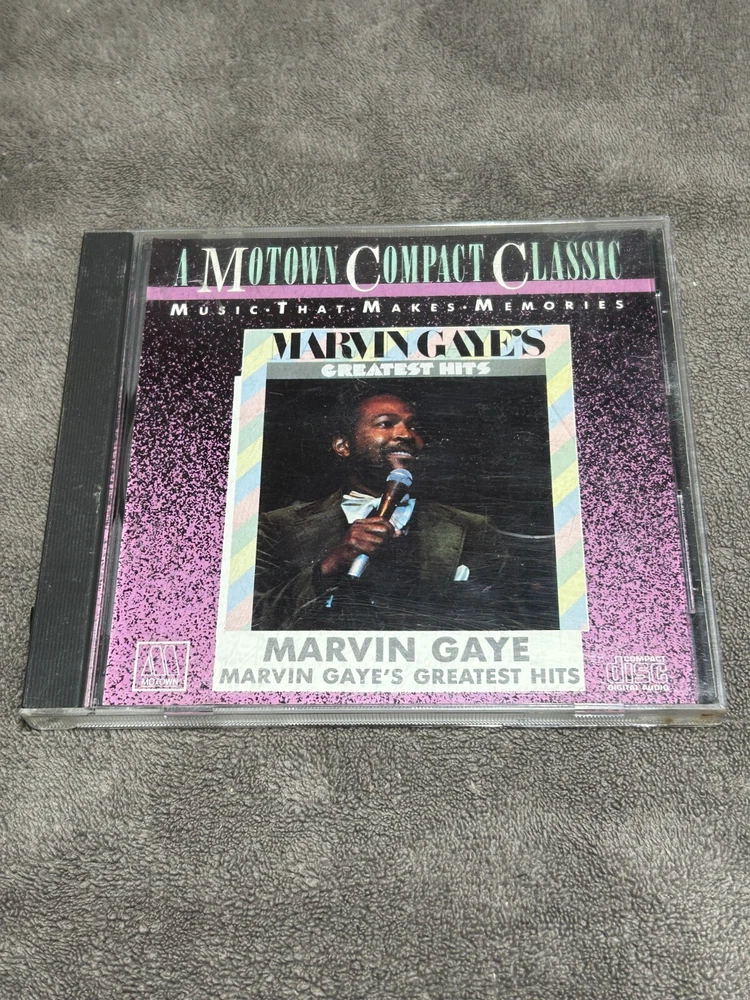 A MOTOWN COMPACT CLASSIC
MUSIC·THAT·MAKES·MEMORIES
MARVIN GAYE'S
GREATEST HITS
MARVIN GAYE
MARVIN GAYE'S GREATEST HITS
M
MOTOWN
COMPACT
disc
DIGITAL AUDIO